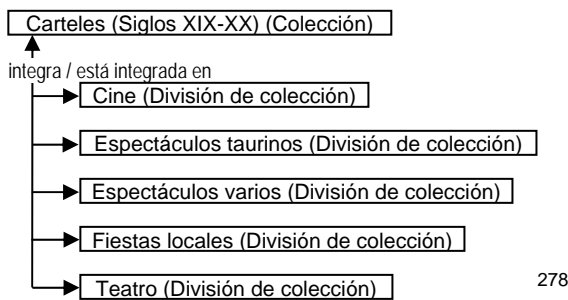 Carteles (Siglos XIX-XX) (Colección)
integra / está integrada en
Cine (División de colección)
Espectáculos taurinos (División de colección)
Espectáculos varios (División de colección)
Fiestas locales (División de colección)
278
Teatro (División de colección)